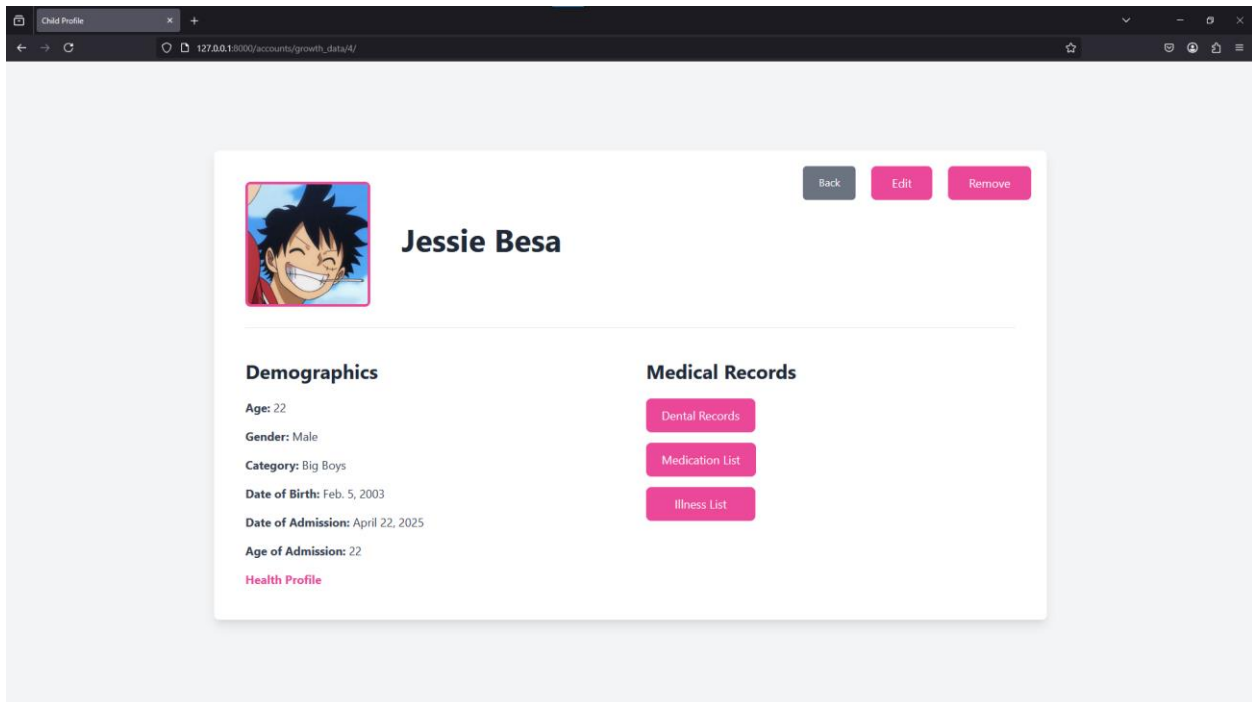 Child Profile
127.0.0.1:8000/accounts/growth_data/4/
Back
Edit
Remove
Jessie Besa
Demographics
Age: 22
Gender: Male
Category: Big Boys
Date of Birth: Feb. 5, 2003
Date of Admission: April 22, 2025
Age of Admission: 22
Health Profile
Medical Records
Dental Records
Medication List
Illness List